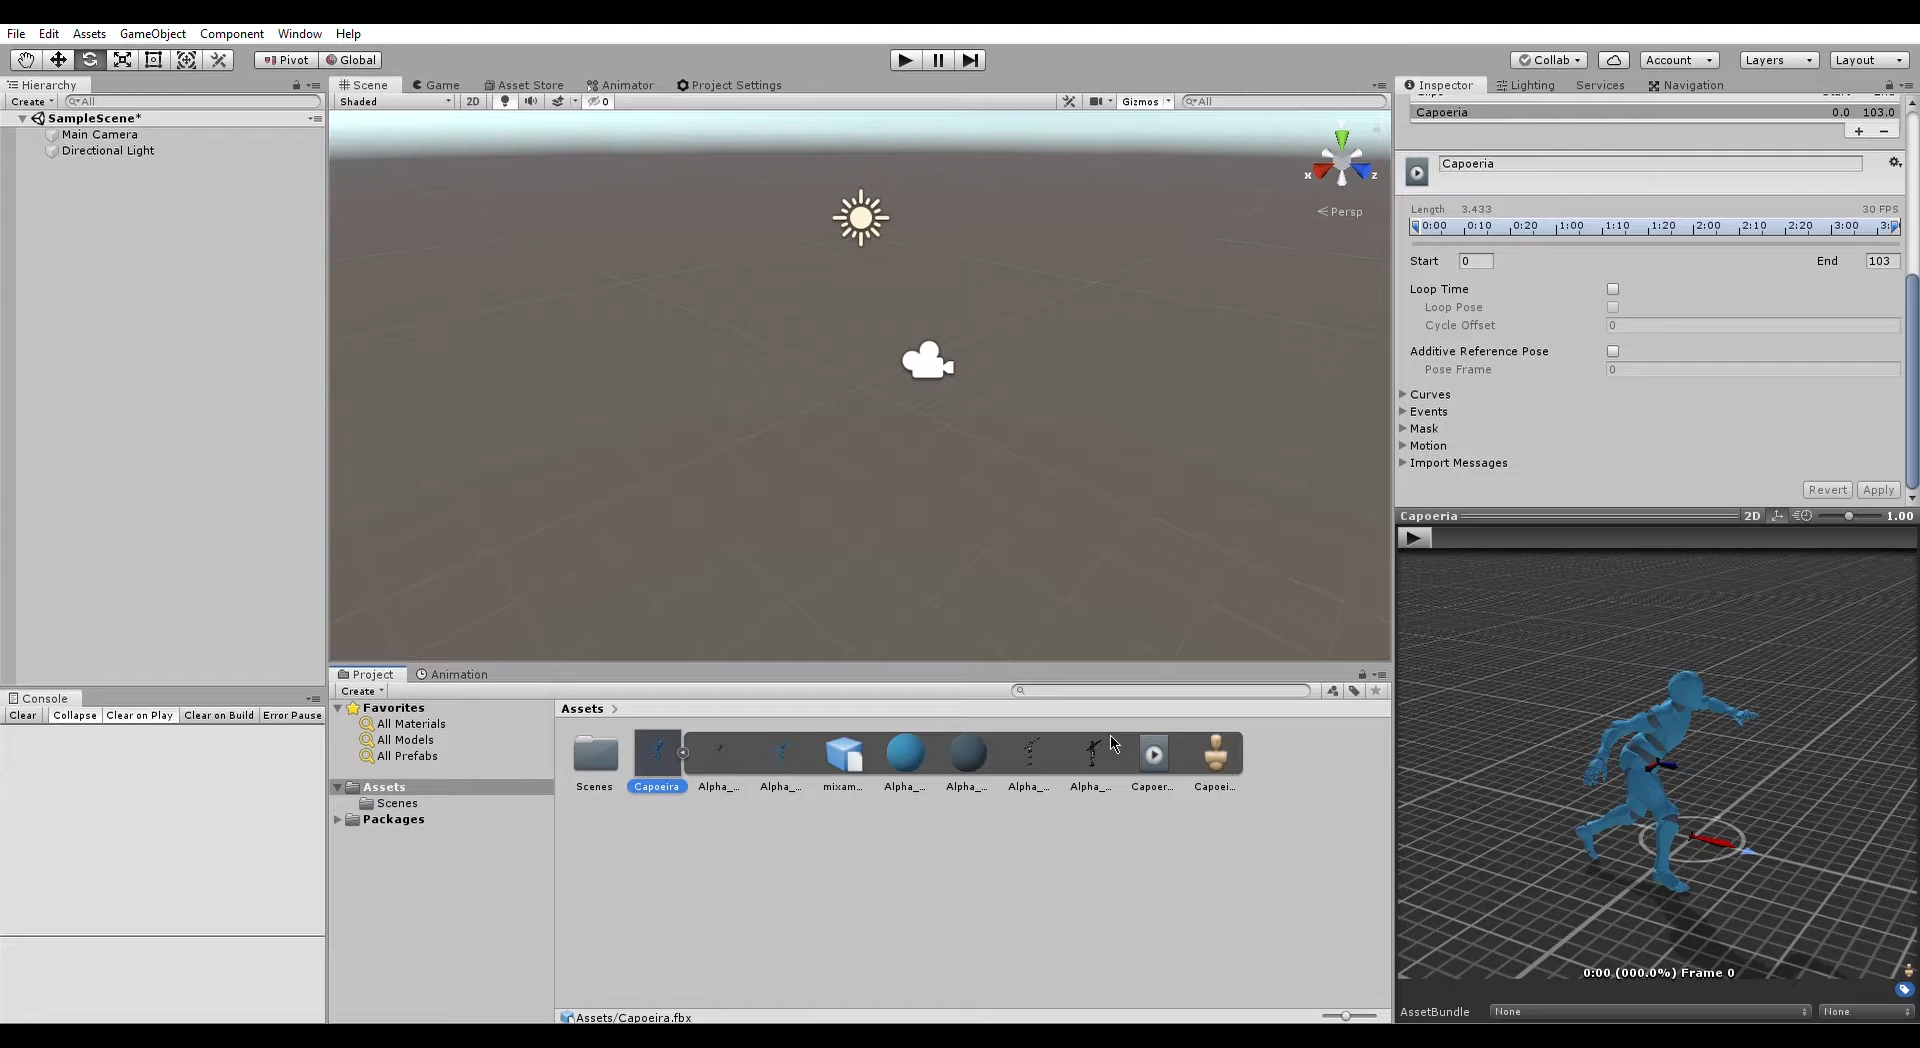 File Edit Assets GameObject Component Window Help
Pivot Global Collab Account Layers Layout
Hierarchy
Create All
SampleScene*
Main Camera
Directional Light
Scene Game Asset Store Animator Project Settings
Shaded 2D 0 Gizmos All
y
x z
Persp
Inspector Lighting Services Navigation
Capoeria 0.0 103.0
Capoeria
Length 3.433 30 FPS
0:00 0:10 0:20 1:00 1:10 1:20 2:00 2:10 2:20 3:00
Start 0 End 103
Loop Time
Loop Pose
Cycle Offset 0
Additive Reference Pose
Pose Frame 0
Curves
Events
Mask
Motion
Import Messages
Revert Apply
Capoeria 2D 1.00
0:00 (000.0%) Frame 0
AssetBundle None None
Console
Clear Collapse Clear on Play Clear on Build Error Pause
Project Animation
Create
Favorites
All Materials
All Models
All Prefabs
Assets
Scenes
Packages
Assets
Scenes Capoeira Alpha_... Alpha_... mixam... Alpha_... Alpha_... Alpha_... Alpha_... Capoer... Capoei...
Assets/Capoeira.fbx